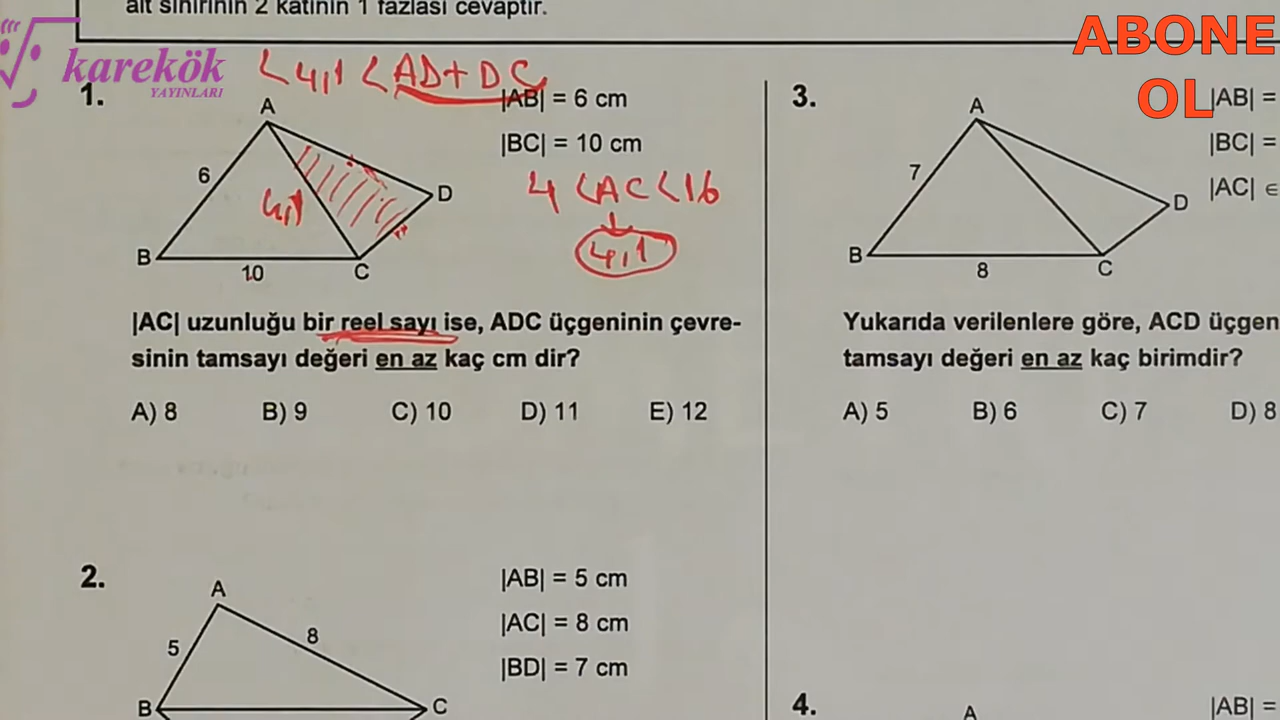 alt sınırının 2 katının 1 fazlası cevaptır.
karekök
YAYINLARI
ABONE
OL
< 4,1 < AD + DC
1.
|AB| = 6 cm
|BC| = 10 cm
4 < AC < 16
4,1
A
6
4,1
D
B
10
C
|AC| uzunluğu bir reel sayı ise, ADC üçgeninin çevre-
sinin tamsayı değeri en az kaç cm dir?
A) 8 B) 9 C) 10 D) 11 E) 12
2.
|AB| = 5 cm
|AC| = 8 cm
|BD| = 7 cm
A
5
8
B
C
3.
|AB| =
|BC| =
|AC| ∈
A
7
D
B
8
C
Yukarıda verilenlere göre, ACD üçgen
tamsayı değeri en az kaç birimdir?
A) 5 B) 6 C) 7 D) 8
4.
A
|AB| =